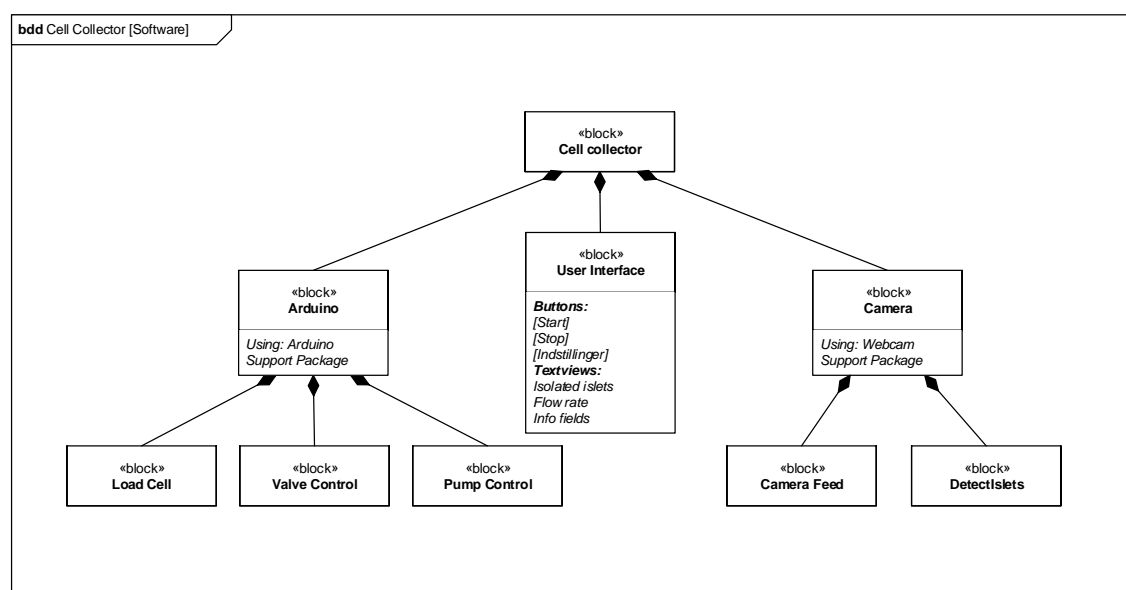 bdd Cell Collector [Software]
«block»
Cell collector
«block»
User Interface
Buttons:
[Start]
[Stop]
[Indstillinger]
Textviews:
Isolated islets
Flow rate
Info fields
«block»
Arduino
Using: Arduino
Support Package
«block»
Camera
Using: Webcam
Support Package
«block»
Load Cell
«block»
Valve Control
«block»
Pump Control
«block»
Camera Feed
«block»
DetectIslets